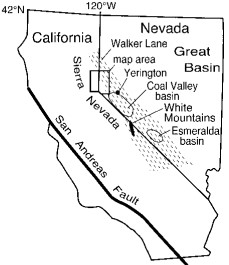 42°N
120°W
Nevada
California
Walker Lane
Great
Basin
map area
Yerington
Sierra
Nevada
Coal Valley
basin
White
Mountains
Esmeraldal
basin
San Andreas
Fault